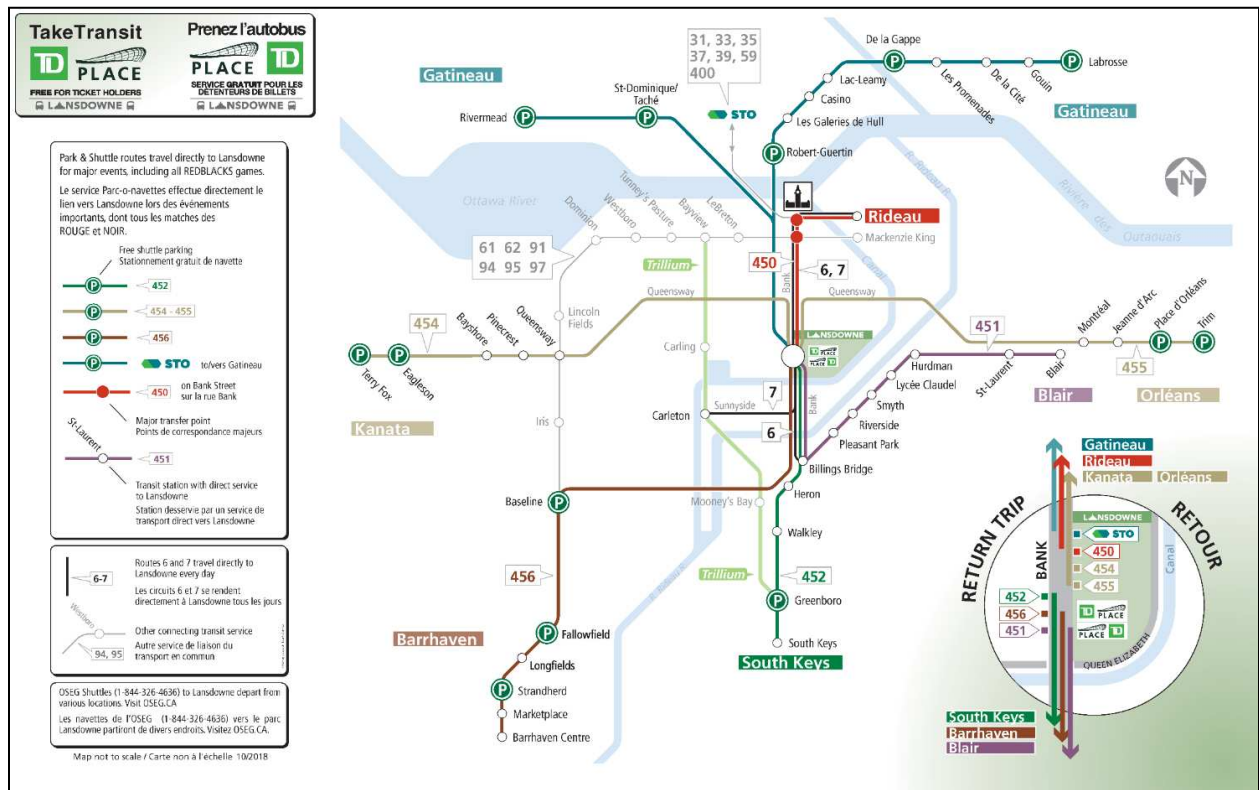 TakeTransit
TD PLACE
FREE FOR TICKET HOLDERS
LANSDOWNE
Prenez l'autobus
PLACE TD
SERVICE GRATUIT POUR LES
DÉTENTEURS DE BILLETS
LANSDOWNE
Park & Shuttle routes travel directly to Lansdowne
for major events, including all REDBLACKS games.
Le service Parc-o-navettes effectue directement le
lien vers Lansdowne lors des événements
importants, dont tous les matches des
ROUGE et NOIR.
Free shuttle parking
Stationnement gratuit de navette
P 452
P 454 - 455
P 456
P STO to/vers Gatineau
450 on Bank Street
sur la rue Bank
Major transfer point
Points de correspondance majeurs
St-Laurent
451
Transit station with direct service
to Lansdowne
Station desservie par un service de
transport direct vers Lansdowne
6-7
Routes 6 and 7 travel directly to
Lansdowne every day
Les circuits 6 et 7 se rendent
directement à Lansdowne tous les jours
Westboro
94, 95
Other connecting transit service
Autre service de liaison du
transport en commun
OSEG Shuttles (1-844-326-4636) to Lansdowne depart from
various locations. Visit OSEG.CA
Les navettes de l'OSEG (1-844-326-4636) vers le parc
Lansdowne partiront de divers endroits. Visitez OSEG.CA.
Map not to scale / Carte non à l'échelle 10/2018
Gatineau
Rivermead
P
St-Dominique/
Taché
P
31, 33, 35
37, 39, 59
400
STO
De la Gappe
P
Labrosse
P
Gouin
De la Cité
Les Promenades
Lac-Leamy
Casino
Les Galeries de Hull
Robert-Guertin
P
Gatineau
N
R. Rideau R.
Rivière des
Outaouais
Ottawa River
Canal
Rideau
Mackenzie King
LeBreton
Bayview
Tunney's Pasture
Westboro
Dominion
61 62 91
94 95 97
Trillium
450
6, 7
Bank
Queensway
Queensway
Lincoln
Fields
Queensway
Pinecrest
Bayshore
454
P
Eagleson
P
Terry Fox
Kanata
Iris
Carling
LANSDOWNE
TD PLACE
PLACE TD
Bank
Sunnyside
7
6
Carleton
451
Montréal
Jeanne d'Arc
Place d'Orléans
P
Trim
P
455
Orléans
Blair
Blair
St-Laurent
Hurdman
Lycée Claudel
Smyth
Riverside
Pleasant Park
Billings Bridge
Heron
Mooney's Bay
Walkley
Trillium
452
Greenboro
P
South Keys
South Keys
Baseline
P
456
Barrhaven
Fallowfield
P
Longfields
Strandherd
P
Marketplace
Barrhaven Centre
Gatineau
Rideau
Kanata
Orléans
RETURN TRIP
RETOUR
BANK
LANSDOWNE
STO
450
454
455
452
456
451
TD PLACE
PLACE TD
Canal
QUEEN ELIZABETH
South Keys
Barrhaven
Blair